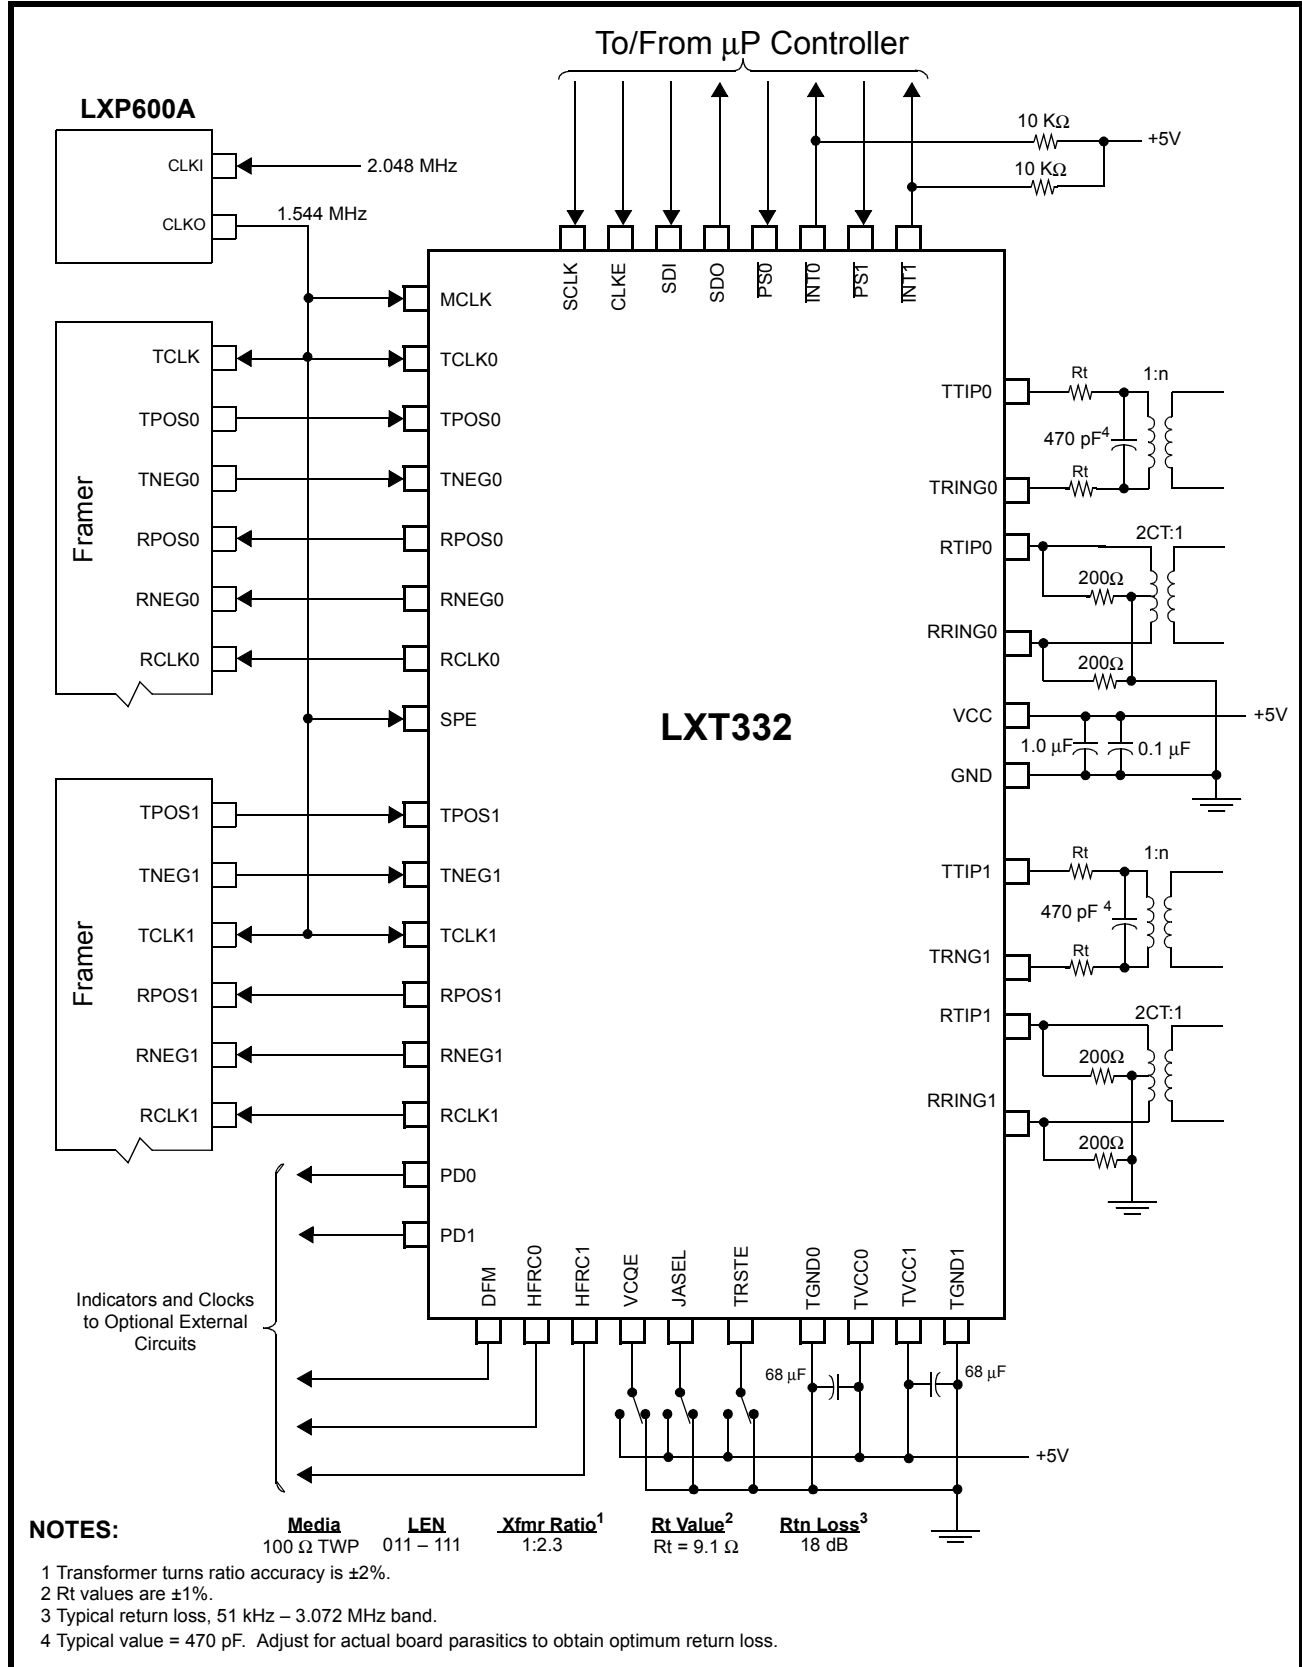 To/From µP Controller
LXP600A
CLKI
2.048 MHz
CLKO
1.544 MHz
10 KΩ
+5V
10 KΩ
SCLK
CLKE
SDI
SDO
PS0
INT0
PS1
INT1
Framer
TCLK
TPOS0
TNEG0
RPOS0
RNEG0
RCLK0
MCLK
TCLK0
TPOS0
TNEG0
RPOS0
RNEG0
RCLK0
SPE
LXT332
TTIP0
Rt
1:n
470 pF4
Rt
TRING0
RTIP0
2CT:1
200Ω
RRING0
200Ω
VCC
+5V
1.0 µF
0.1 µF
GND
Framer
TPOS1
TNEG1
TCLK1
RPOS1
RNEG1
RCLK1
TPOS1
TNEG1
TCLK1
RPOS1
RNEG1
RCLK1
PD0
PD1
TTIP1
Rt
1:n
470 pF 4
Rt
TRNG1
RTIP1
2CT:1
200Ω
RRING1
200Ω
DFM
HFRC0
HFRC1
VCQE
JASEL
TRSTE
TGND0
TVCC0
TVCC1
TGND1
Indicators and Clocks
to Optional External
Circuits
68 µF
68 µF
+5V
NOTES:
Media LEN Xfmr Ratio1 Rt Value2 Rtn Loss3
100 Ω TWP 011 – 111 1:2.3 Rt = 9.1 Ω 18 dB
1 Transformer turns ratio accuracy is ±2%.
2 Rt values are ±1%.
3 Typical return loss, 51 kHz – 3.072 MHz band.
4 Typical value = 470 pF. Adjust for actual board parasitics to obtain optimum return loss.